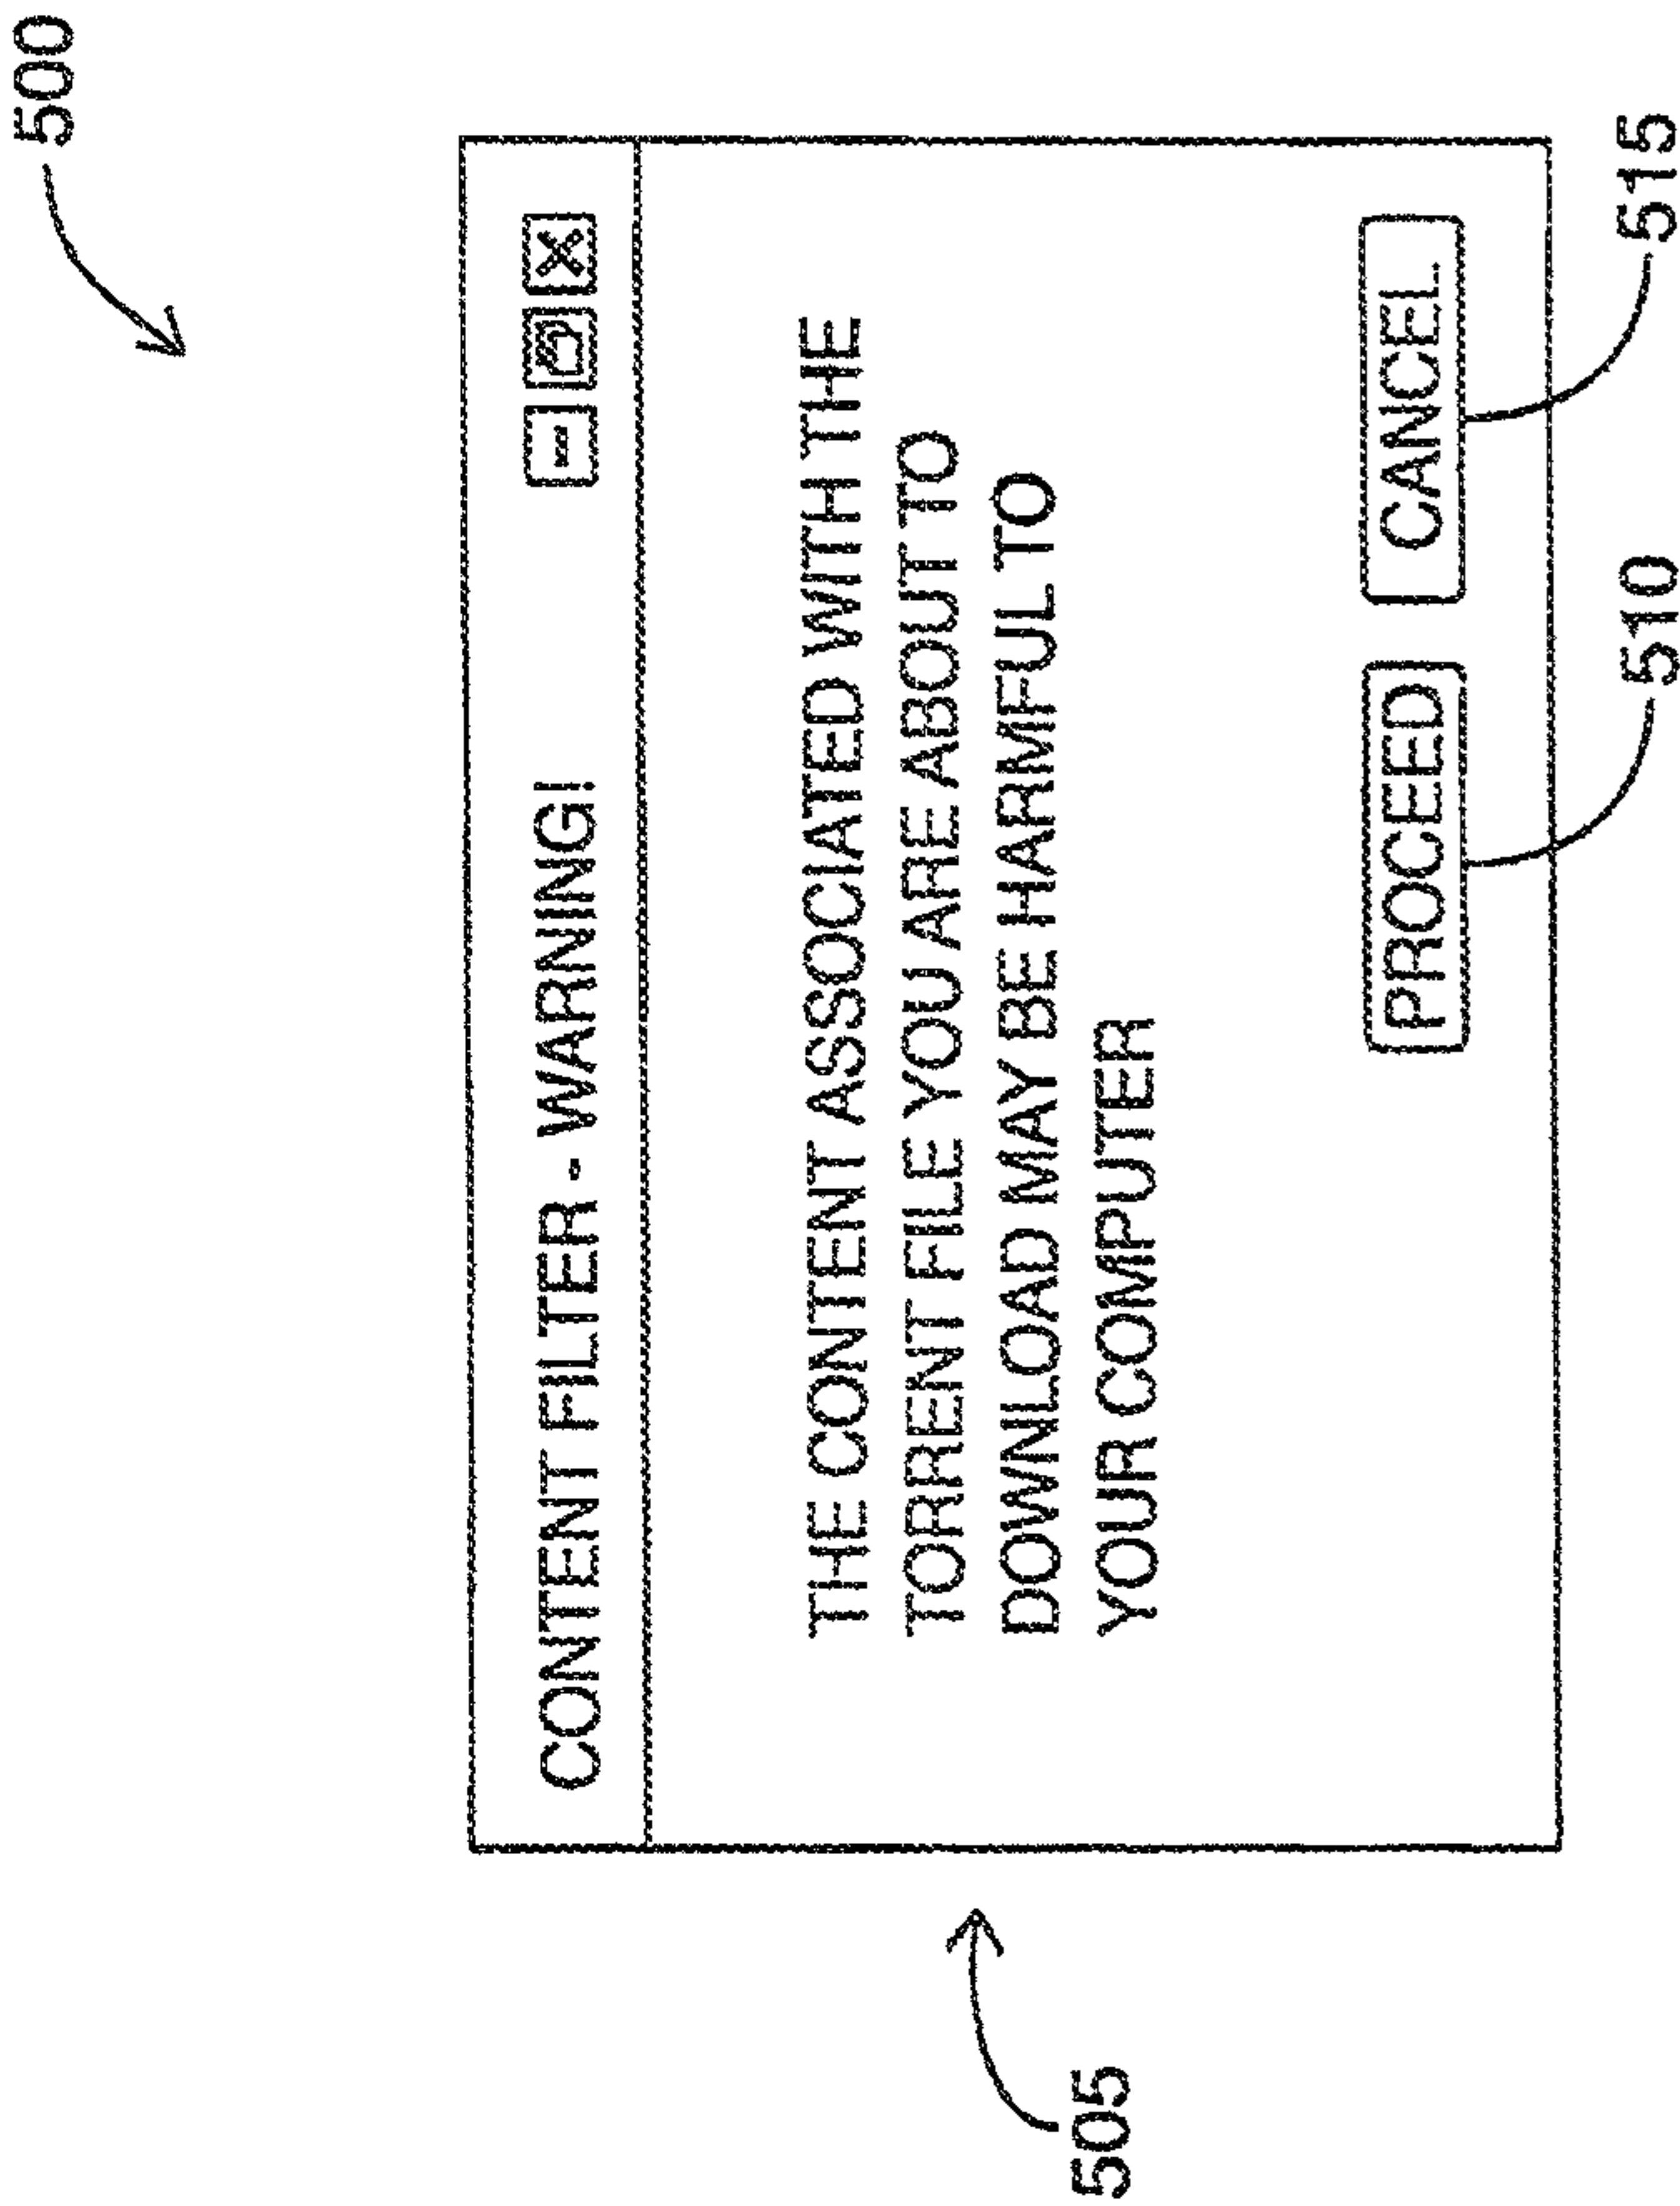 500
CONTENT FILTER - WARNING!
THE CONTENT ASSOCIATED WITH THE
TORRENT FILE YOU ARE ABOUT TO
DOWNLOAD MAY BE HARMFUL TO
YOUR COMPUTER
PROCEED
CANCEL
505
510
515